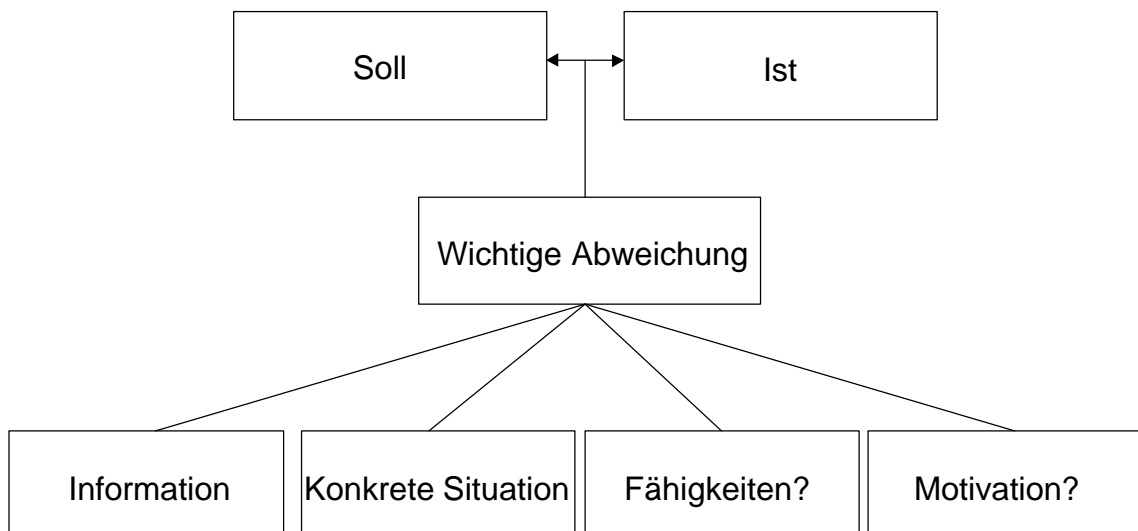 Soll
Ist
Wichtige Abweichung
Information
Konkrete Situation
Fähigkeiten?
Motivation?